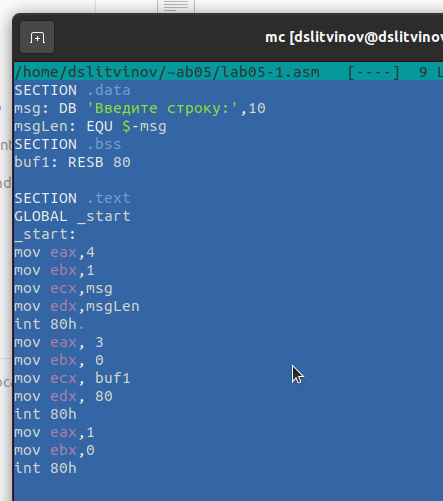 mc [dslitvinov@dslitvinov
/home/dslitvinov/~ab05/lab05-1.asm [----] 9 L
SECTION .data
msg: DB 'Введите строку:',10
msgLen: EQU $-msg
SECTION .bss
buf1: RESB 80
SECTION .text
GLOBAL _start
_start:
mov eax,4
mov ebx,1
mov ecx,msg
mov edx,msgLen
int 80h.
mov eax, 3
mov ebx, 0
mov ecx, buf1
mov edx, 80
int 80h
mov eax,1
mov ebx,0
int 80h